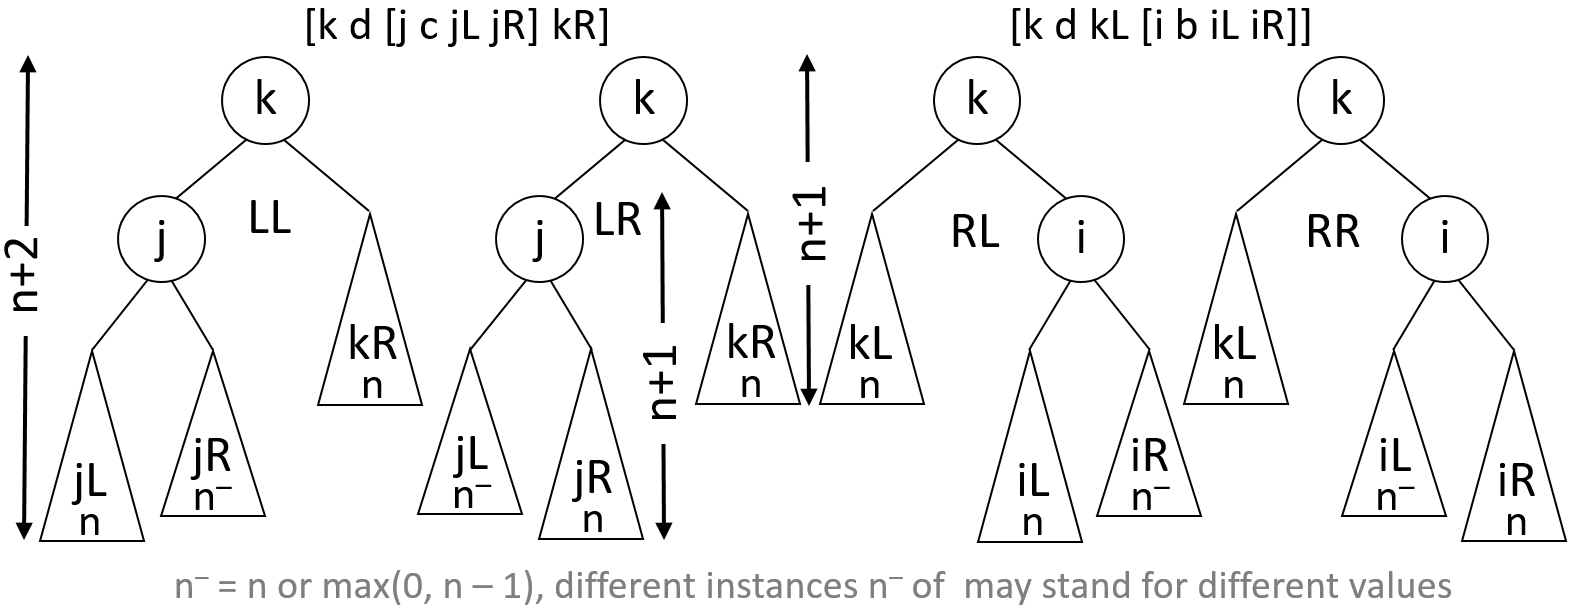 [k d [j c jL jR] kR]
[k d kL [i b iL iR]]
k
k
k
k
n+2
j
LL
j
LR
n+1
RL
i
RR
i
kR
n
n+1
kR
n
kL
n
kL
n
jL
n
jR
n–
jL
n–
jR
n
iL
n
iR
n–
iL
n–
iR
n
n– = n or max(0, n – 1), different instances n– of may stand for different values